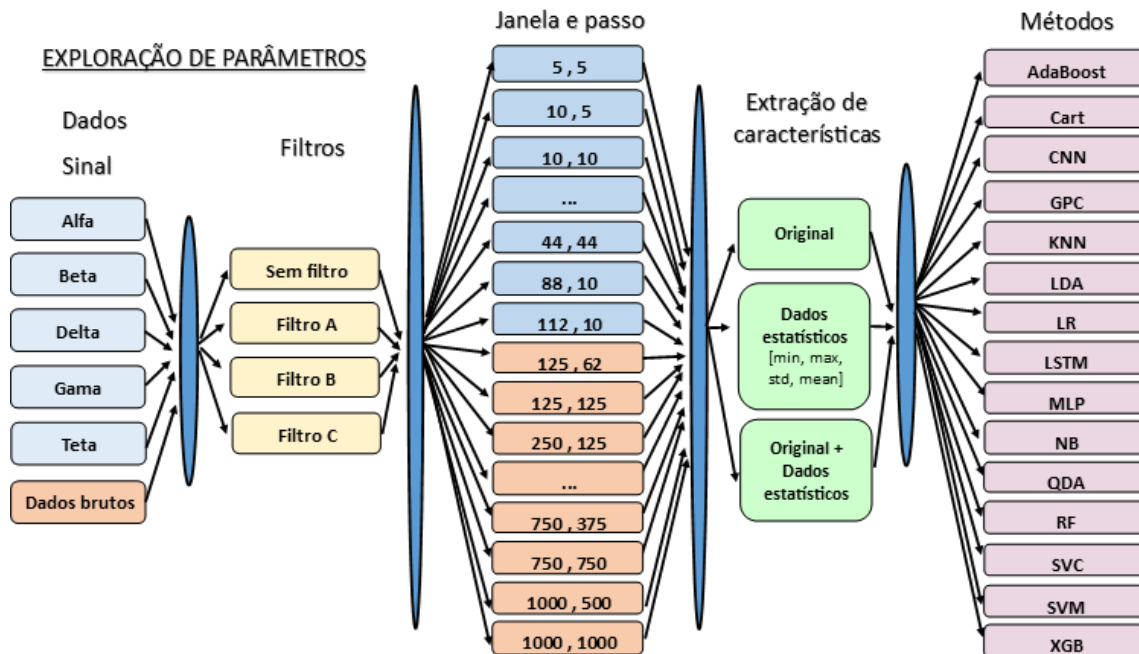 EXPLORAÇÃO DE PARÂMETROS
Dados
Sinal
Alfa
Beta
Delta
Gama
Teta
Dados brutos
Filtros
Sem filtro
Filtro A
Filtro B
Filtro C
Janela e passo
5 , 5
10 , 5
10 , 10
...
44 , 44
88 , 10
112 , 10
125 , 62
125 , 125
250 , 125
...
750 , 375
750 , 750
1000 , 500
1000 , 1000
Extração de
características
Original
Dados
estatísticos
[min, max,
std, mean]
Original +
Dados
estatísticos
Métodos
AdaBoost
Cart
CNN
GPC
KNN
LDA
LR
LSTM
MLP
NB
QDA
RF
SVC
SVM
XGB